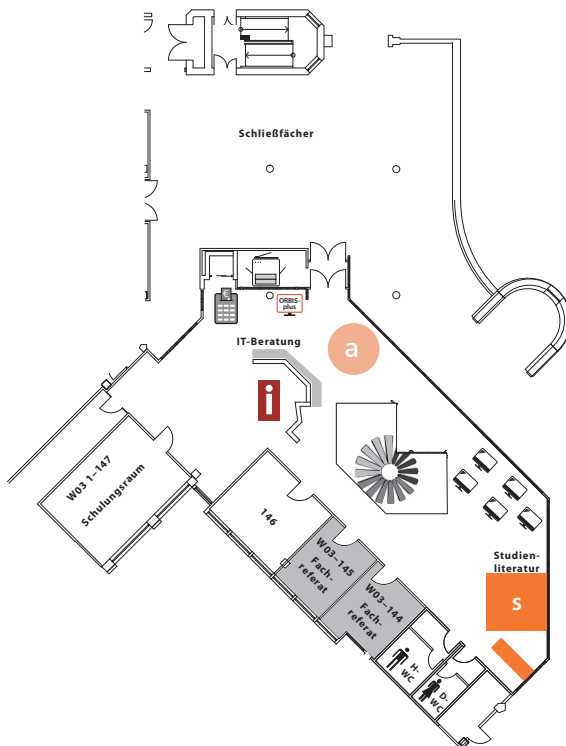 Schließfächer
ORBIS-
plus
IT-Beratung
a
i
W03 1–147
Schulungsraum
146
W03–145
Fach-
referat
W03–144
Fach-
referat
Studien-
literatur
S
H-
WC
D-
WC